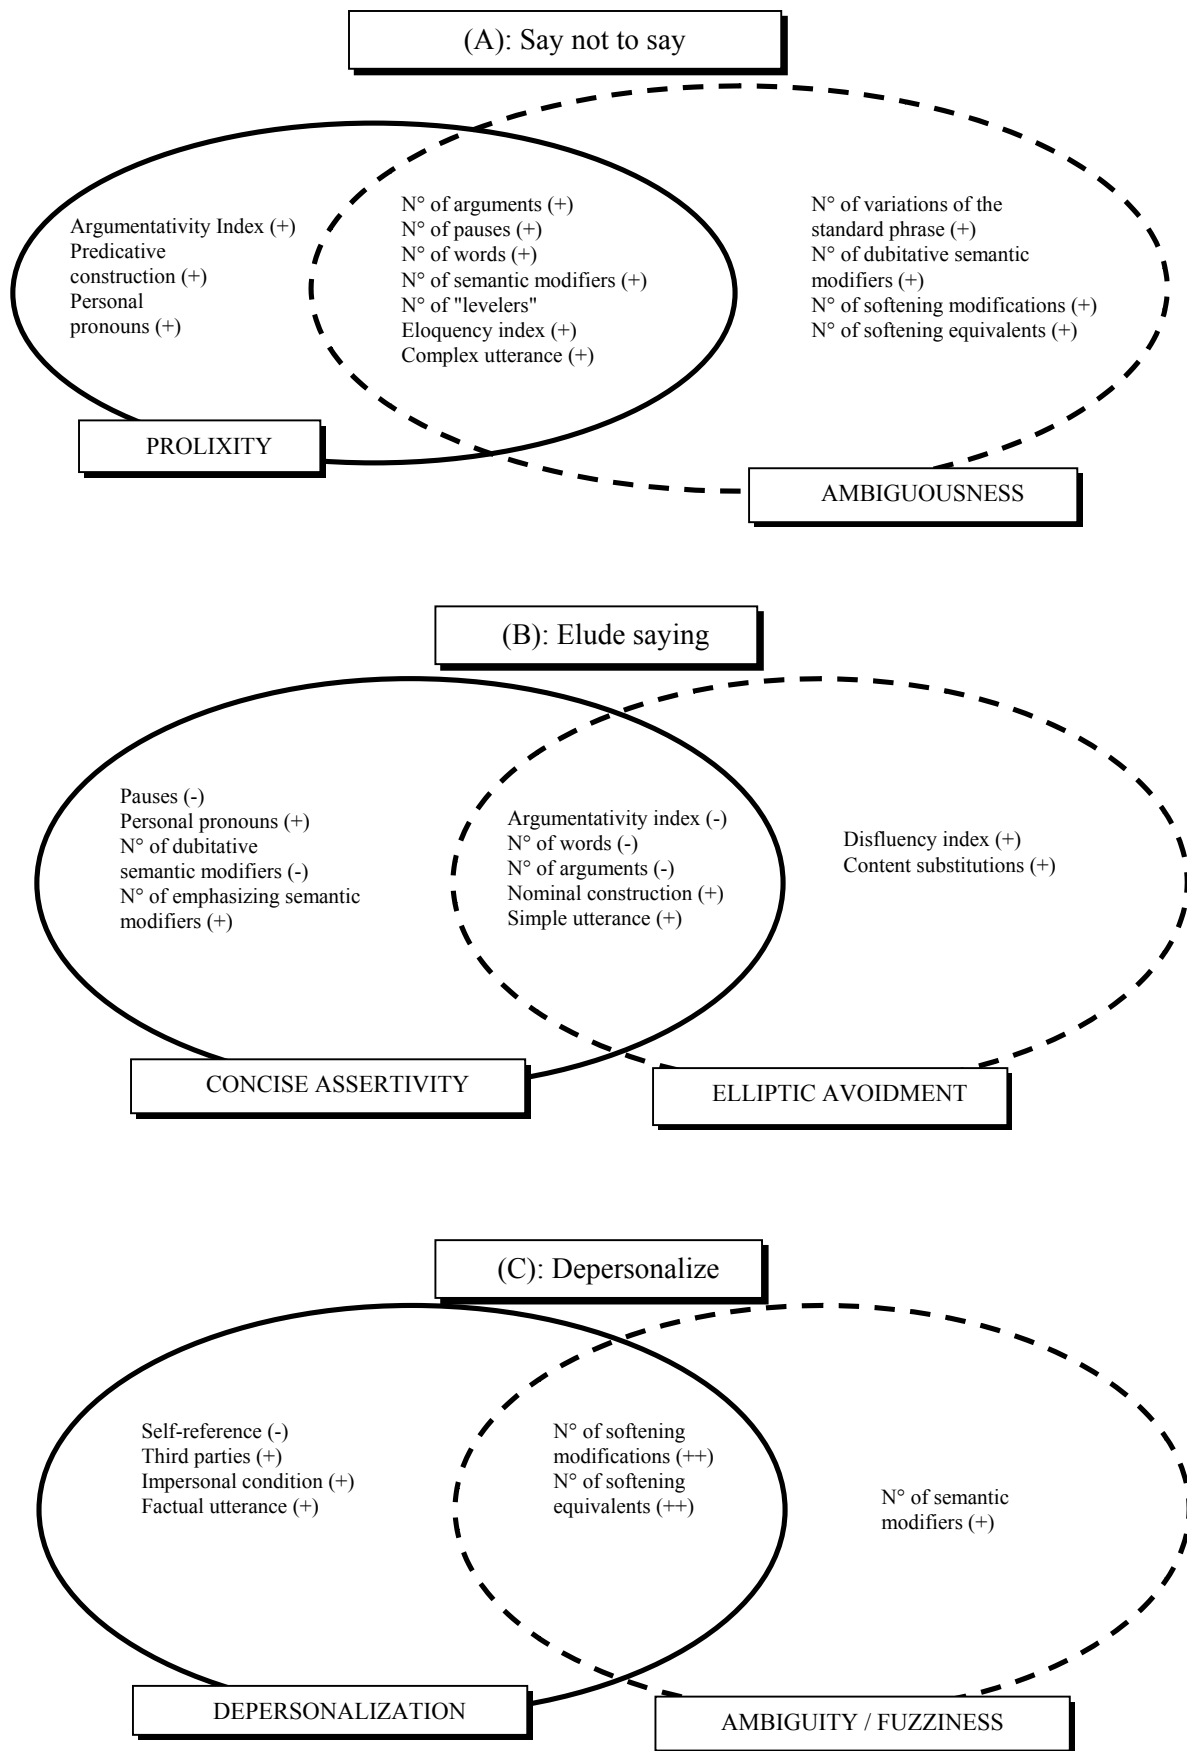 (A): Say not to say
Argumentativity Index (+)
Predicative
construction (+)
Personal
pronouns (+)
N° of arguments (+)
N° of pauses (+)
N° of words (+)
N° of semantic modifiers (+)
N° of "levelers"
Eloquency index (+)
Complex utterance (+)
N° of variations of the
standard phrase (+)
N° of dubitative semantic
modifiers (+)
N° of softening modifications (+)
N° of softening equivalents (+)
PROLIXITY
AMBIGUOUSNESS
(B): Elude saying
Pauses (-)
Personal pronouns (+)
N° of dubitative
semantic modifiers (-)
N° of emphasizing semantic
modifiers (+)
Argumentativity index (-)
N° of words (-)
N° of arguments (-)
Nominal construction (+)
Simple utterance (+)
Disfluency index (+)
Content substitutions (+)
CONCISE ASSERTIVITY
ELLIPTIC AVOIDMENT
(C): Depersonalize
Self-reference (-)
Third parties (+)
Impersonal condition (+)
Factual utterance (+)
N° of softening
modifications (++)
N° of softening
equivalents (++)
N° of semantic
modifiers (+)
DEPERSONALIZATION
AMBIGUITY / FUZZINESS